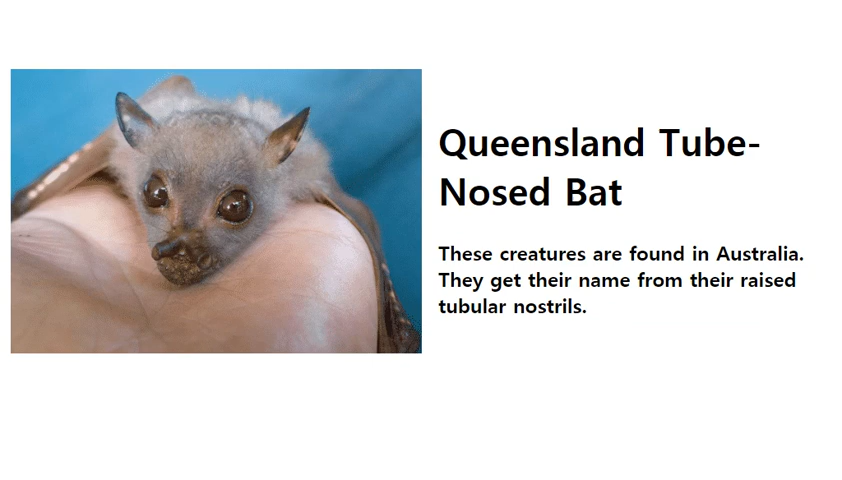 Queensland Tube-
Nosed Bat
These creatures are found in Australia.
They get their name from their raised
tubular nostrils.